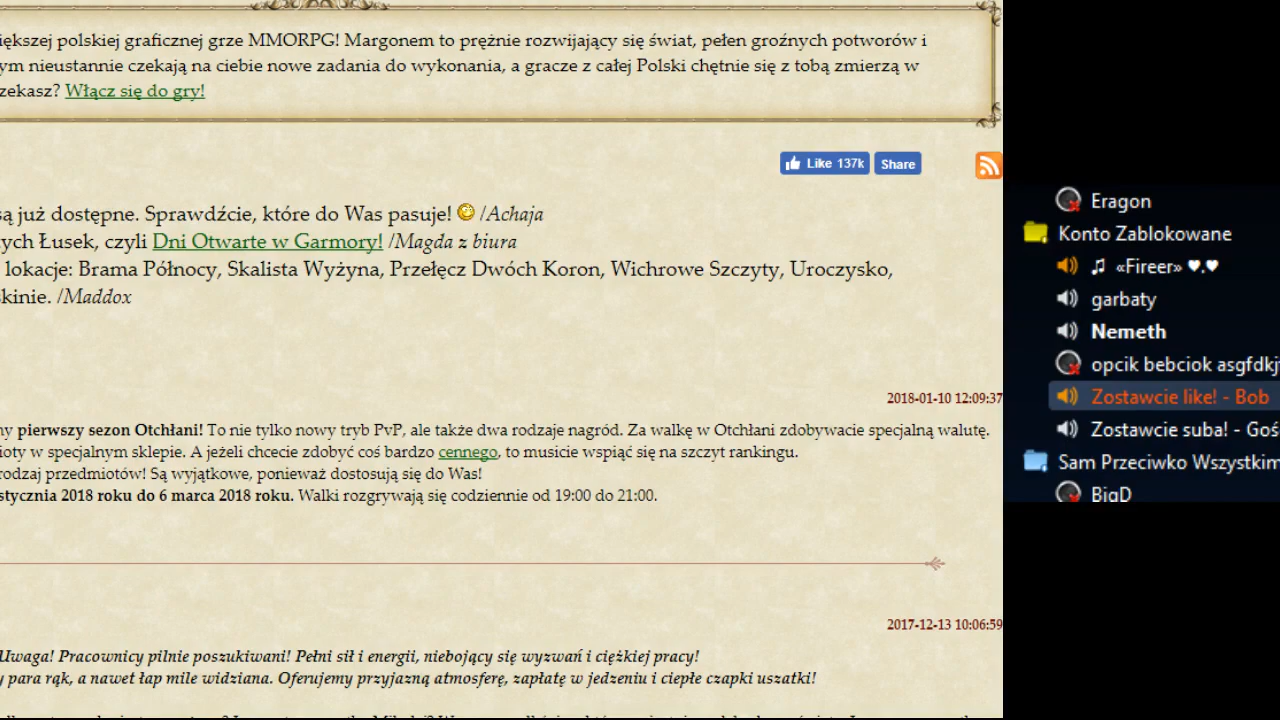 iększej polskiej graficznej grze MMORPG! Margonem to prężnie rozwijający się świat, pełen groźnych potworów i
ym nieustannie czekają na ciebie nowe zadania do wykonania, a gracze z całej Polski chętnie się z tobą zmierzą w
zekasz? Włącz się do gry!
Like 137k Share
są już dostępne. Sprawdźcie, które do Was pasuje! /Achaja
ych Łusek, czyli Dni Otwarte w Garmory! /Magda z biura
lokacje: Brama Północy, Skalista Wyżyna, Przełęcz Dwóch Koron, Wichrowe Szczyty, Uroczysko,
skinie. /Maddox
2018-01-10 12:09:37
ny pierwszy sezon Otchłani! To nie tylko nowy tryb PvP, ale także dwa rodzaje nagród. Za walkę w Otchłani zdobywacie specjalną walutę.
ioty w specjalnym sklepie. A jeżeli chcecie zdobyć coś bardzo cennego, to musicie wspiąć się na szczyt rankingu.
rodzaj przedmiotów! Są wyjątkowe, ponieważ dostosują się do Was!
stycznia 2018 roku do 6 marca 2018 roku. Walki rozgrywają się codziennie od 19:00 do 21:00.
2017-12-13 10:06:59
Uwaga! Pracownicy pilnie poszukiwani! Pełni sił i energii, niebojący się wyzwań i ciężkiej pracy!
y para rąk, a nawet łap mile widziana. Oferujemy przyjazną atmosferę, zapłatę w jedzeniu i ciepłe czapki uszatki!
Eragon
Konto Zablokowane
♫ «Fireer» ♥.♥
garbaty
Nemeth
opcik bebciok asgfdkjf
Zostawcie like! - Bob
Zostawcie suba! - Goś
Sam Przeciwko Wszystkim
BigD